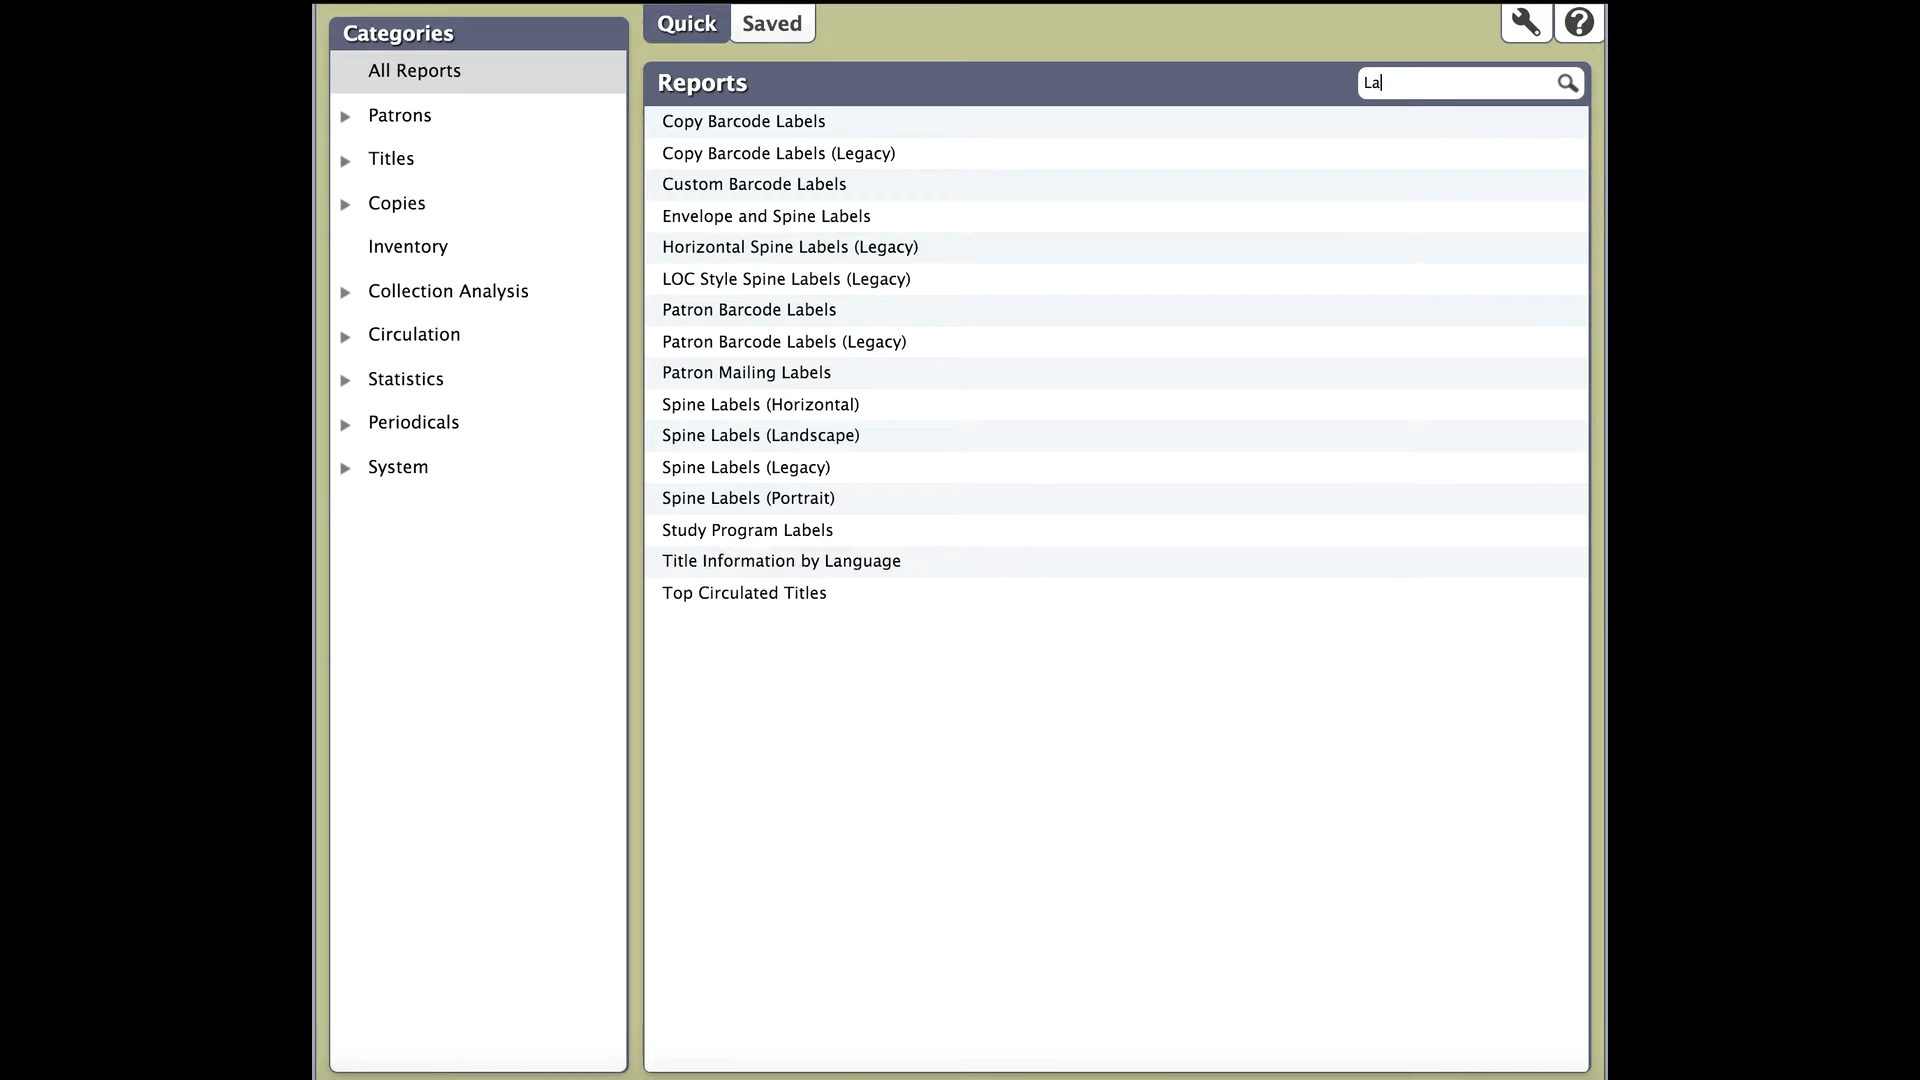 Categories
All Reports
Patrons
Titles
Copies
Inventory
Collection Analysis
Circulation
Statistics
Periodicals
System
Quick
Saved
Reports
La
Copy Barcode Labels
Copy Barcode Labels (Legacy)
Custom Barcode Labels
Envelope and Spine Labels
Horizontal Spine Labels (Legacy)
LOC Style Spine Labels (Legacy)
Patron Barcode Labels
Patron Barcode Labels (Legacy)
Patron Mailing Labels
Spine Labels (Horizontal)
Spine Labels (Landscape)
Spine Labels (Legacy)
Spine Labels (Portrait)
Study Program Labels
Title Information by Language
Top Circulated Titles